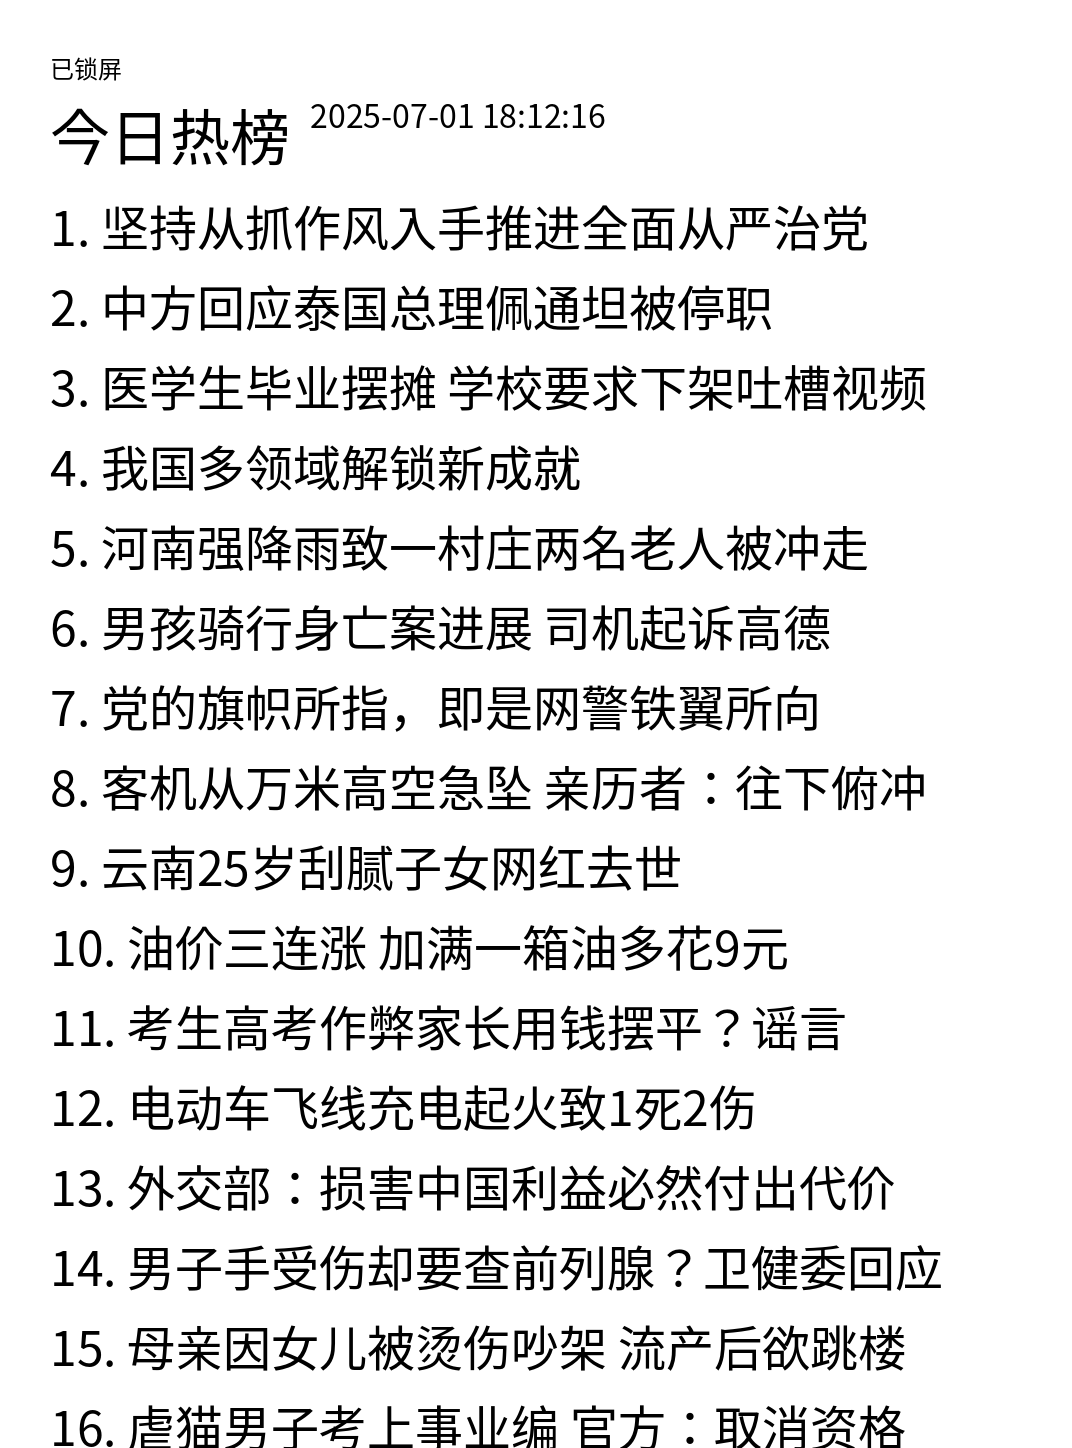 已锁屏
今日热榜 2025-07-01 18:12:16
1. 坚持从抓作风入手推进全面从严治党
2. 中方回应泰国总理佩通坦被停职
3. 医学生毕业摆摊 学校要求下架吐槽视频
4. 我国多领域解锁新成就
5. 河南强降雨致一村庄两名老人被冲走
6. 男孩骑行身亡案进展 司机起诉高德
7. 党的旗帜所指，即是网警铁翼所向
8. 客机从万米高空急坠 亲历者：往下俯冲
9. 云南25岁刮腻子女网红去世
10. 油价三连涨 加满一箱油多花9元
11. 考生高考作弊家长用钱摆平？谣言
12. 电动车飞线充电起火致1死2伤
13. 外交部：损害中国利益必然付出代价
14. 男子手受伤却要查前列腺？卫健委回应
15. 母亲因女儿被烫伤吵架 流产后欲跳楼
16. 虐猫男子考上事业编 官方：取消资格